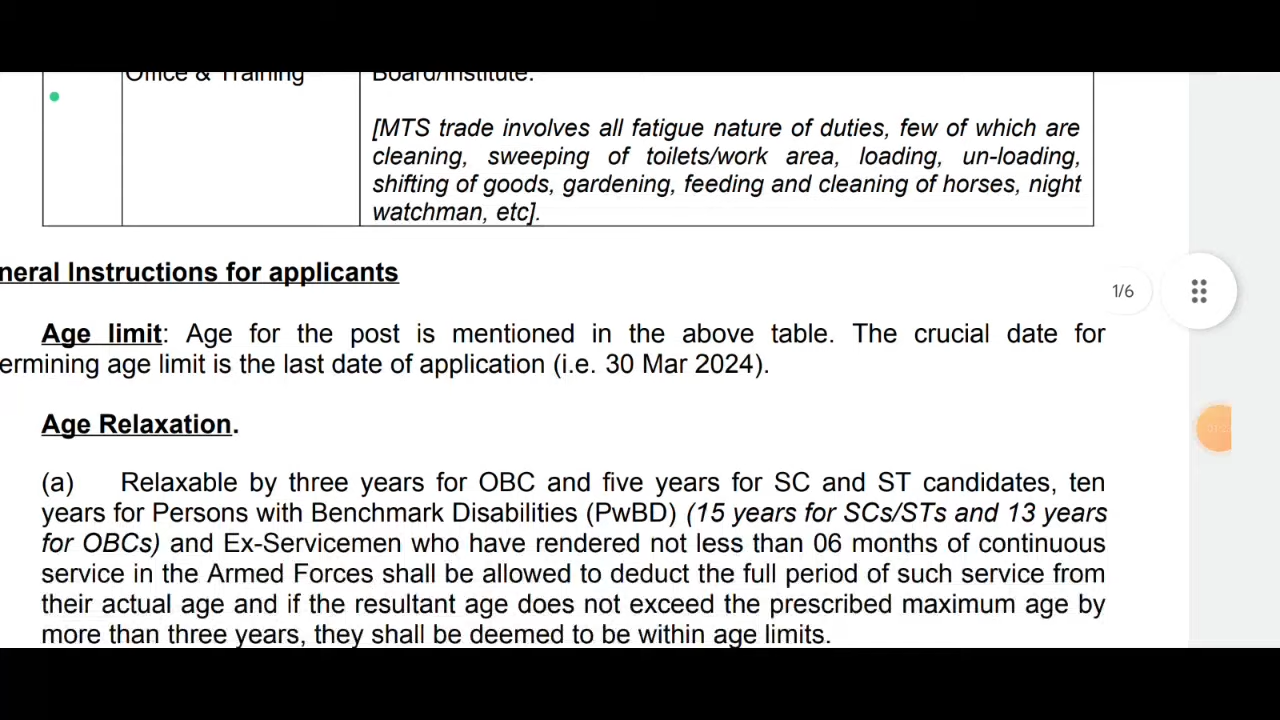 Office & Training
Board/Institute.
[MTS trade involves all fatigue nature of duties, few of which are
cleaning, sweeping of toilets/work area, loading, un-loading,
shifting of goods, gardening, feeding and cleaning of horses, night
watchman, etc].
neral Instructions for applicants
1/6
Age limit: Age for the post is mentioned in the above table. The crucial date for
ermining age limit is the last date of application (i.e. 30 Mar 2024).
Age Relaxation.
(a) Relaxable by three years for OBC and five years for SC and ST candidates, ten
years for Persons with Benchmark Disabilities (PwBD) (15 years for SCs/STs and 13 years
for OBCs) and Ex-Servicemen who have rendered not less than 06 months of continuous
service in the Armed Forces shall be allowed to deduct the full period of such service from
their actual age and if the resultant age does not exceed the prescribed maximum age by
more than three years, they shall be deemed to be within age limits.